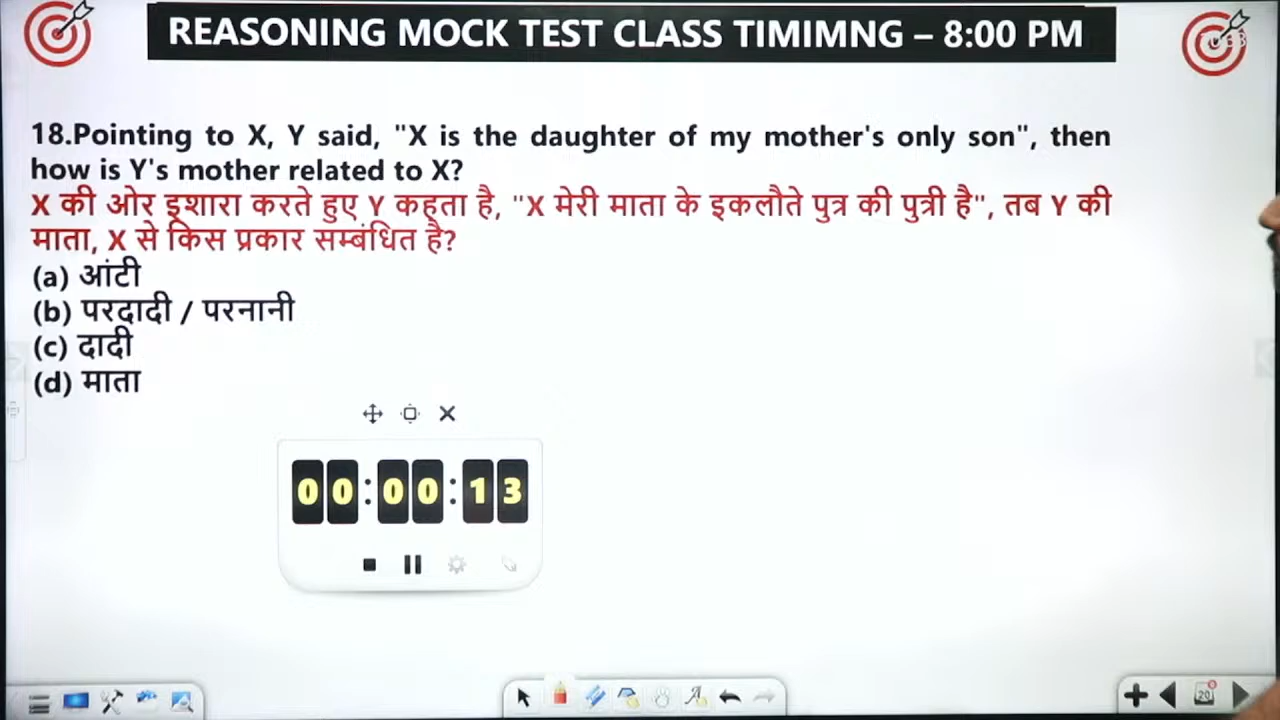 REASONING MOCK TEST CLASS TIMIMNG – 8:00 PM
18.Pointing to X, Y said, "X is the daughter of my mother's only son", then
how is Y's mother related to X?
X की ओर इशारा करते हुए Y कहता है, "X मेरी माता के इकलौते पुत्र की पुत्री है", तब Y की
माता, X से किस प्रकार सम्बंधित है?
(a) आंटी
(b) परदादी / परनानी
(c) दादी
(d) माता
00:00:13
20